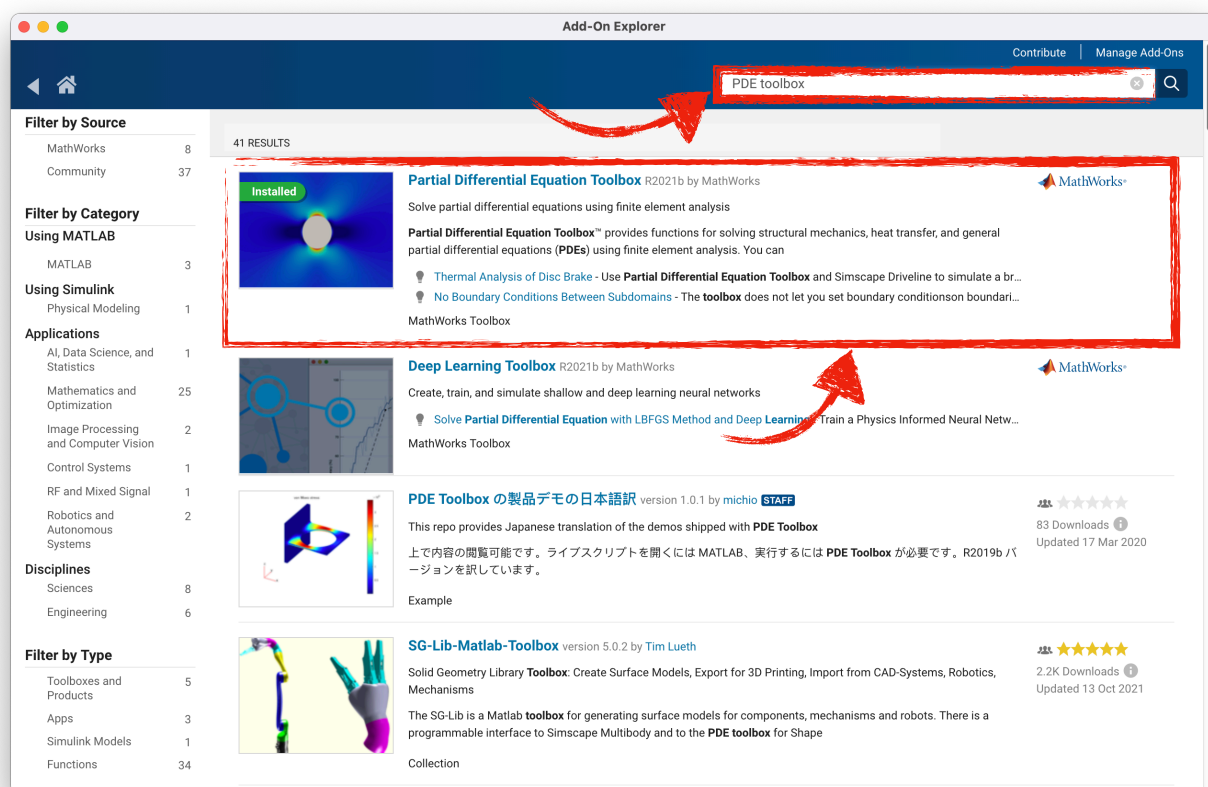 Add-On Explorer
Contribute
Manage Add-Ons
PDE toolbox
Filter by Source
MathWorks 8
Community 37
Filter by Category
Using MATLAB
MATLAB 3
Using Simulink
Physical Modeling 1
Applications
AI, Data Science, and 1
Statistics
Mathematics and 25
Optimization
Image Processing 2
and Computer Vision
Control Systems 1
RF and Mixed Signal 1
Robotics and 2
Autonomous
Systems
Disciplines
Sciences 8
Engineering 6
Filter by Type
Toolboxes and 5
Products
Apps 3
Simulink Models 1
Functions 34
41 RESULTS
Installed
Partial Differential Equation Toolbox R2021b by MathWorks
MathWorks®
Solve partial differential equations using finite element analysis
Partial Differential Equation Toolbox™ provides functions for solving structural mechanics, heat transfer, and general
partial differential equations (PDEs) using finite element analysis. You can
Thermal Analysis of Disc Brake - Use Partial Differential Equation Toolbox and Simscape Driveline to simulate a br...
No Boundary Conditions Between Subdomains - The toolbox does not let you set boundary conditionson boundari...
MathWorks Toolbox
Deep Learning Toolbox R2021b by MathWorks
MathWorks®
Create, train, and simulate shallow and deep learning neural networks
Solve Partial Differential Equation with LBFGS Method and Deep Learning Train a Physics Informed Neural Netw...
MathWorks Toolbox
PDE Toolbox の製品デモの日本語訳 version 1.0.1 by michio STAFF
This repo provides Japanese translation of the demos shipped with PDE Toolbox
上で内容の閲覧可能です。ライブスクリプトを開くには MATLAB、実行するには PDE Toolbox が必要です。R2019b バ
ージョンを訳しています。
Example
83 Downloads
Updated 17 Mar 2020
SG-Lib-Matlab-Toolbox version 5.0.2 by Tim Lueth
Solid Geometry Library Toolbox: Create Surface Models, Export for 3D Printing, Import from CAD-Systems, Robotics,
Mechanisms
The SG-Lib is a Matlab toolbox for generating surface models for components, mechanisms and robots. There is a
programmable interface to Simscape Multibody and to the PDE toolbox for Shape
Collection
2.2K Downloads
Updated 13 Oct 2021